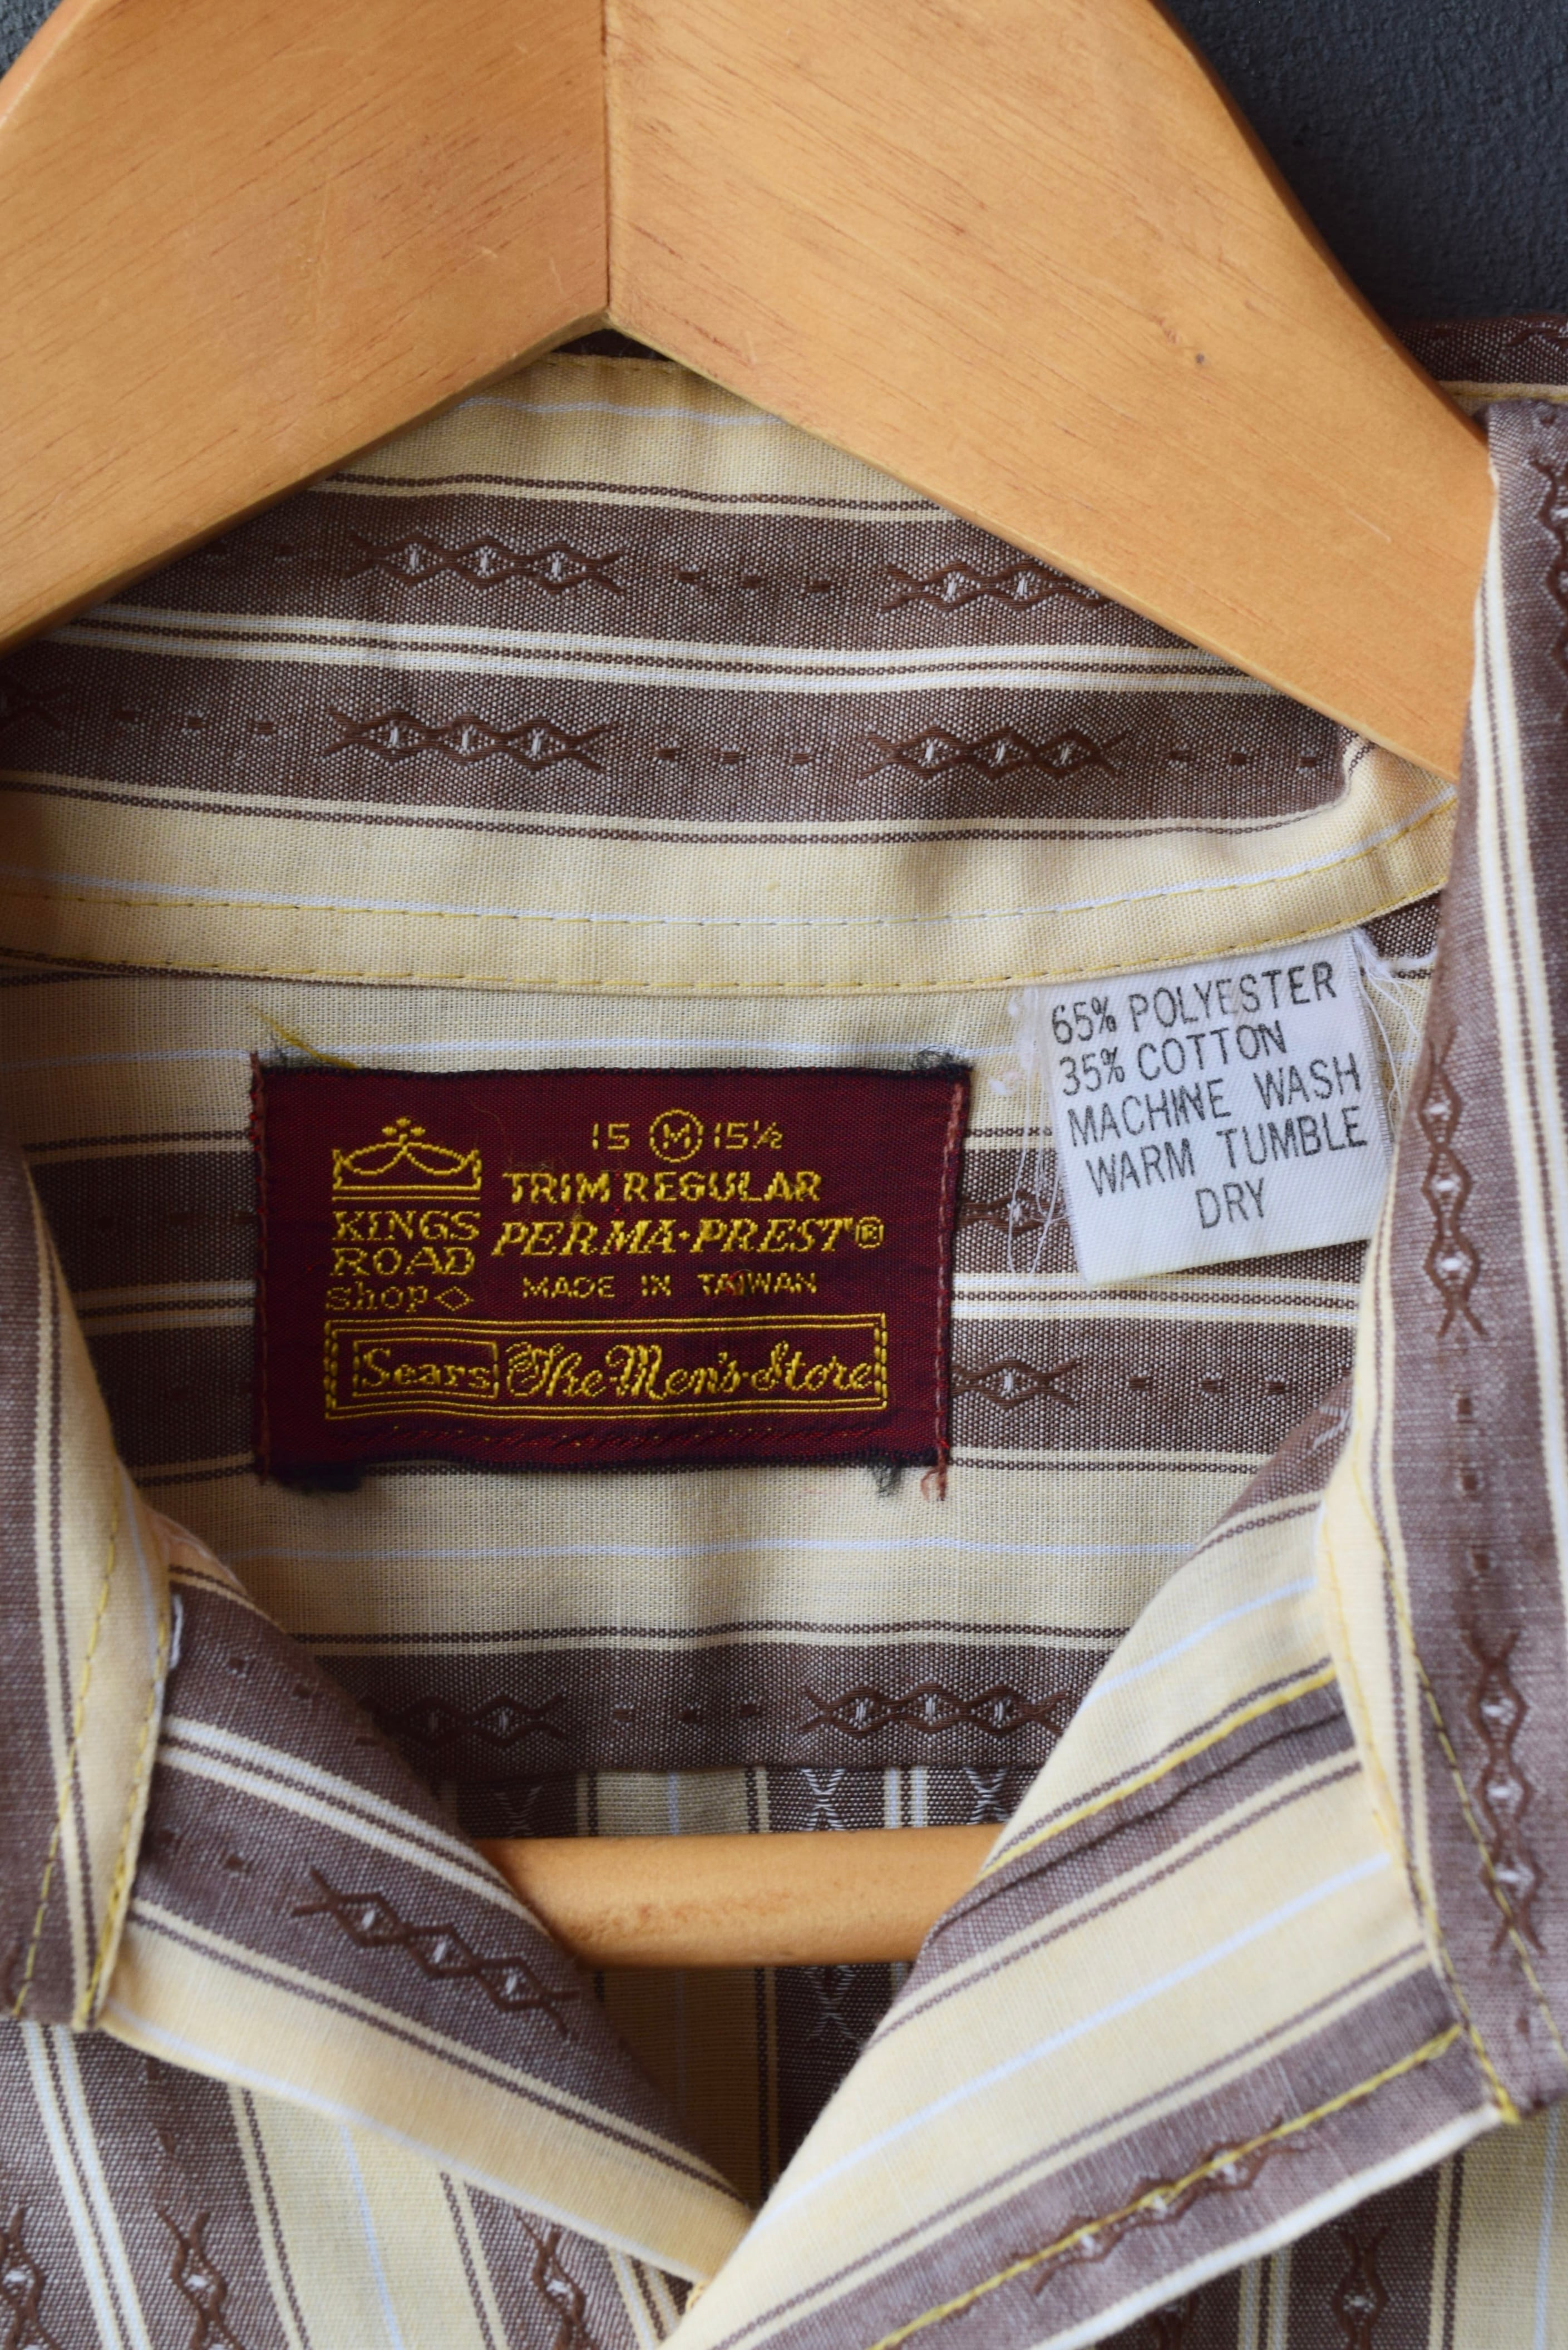 15 M 15½
TRIM REGULAR
PERMA·PREST®
MADE IN TAIWAN
KINGS
ROAD
shop
Sears The Men's Store
65% POLYESTER
35% COTTON
MACHINE WASH
WARM TUMBLE
DRY